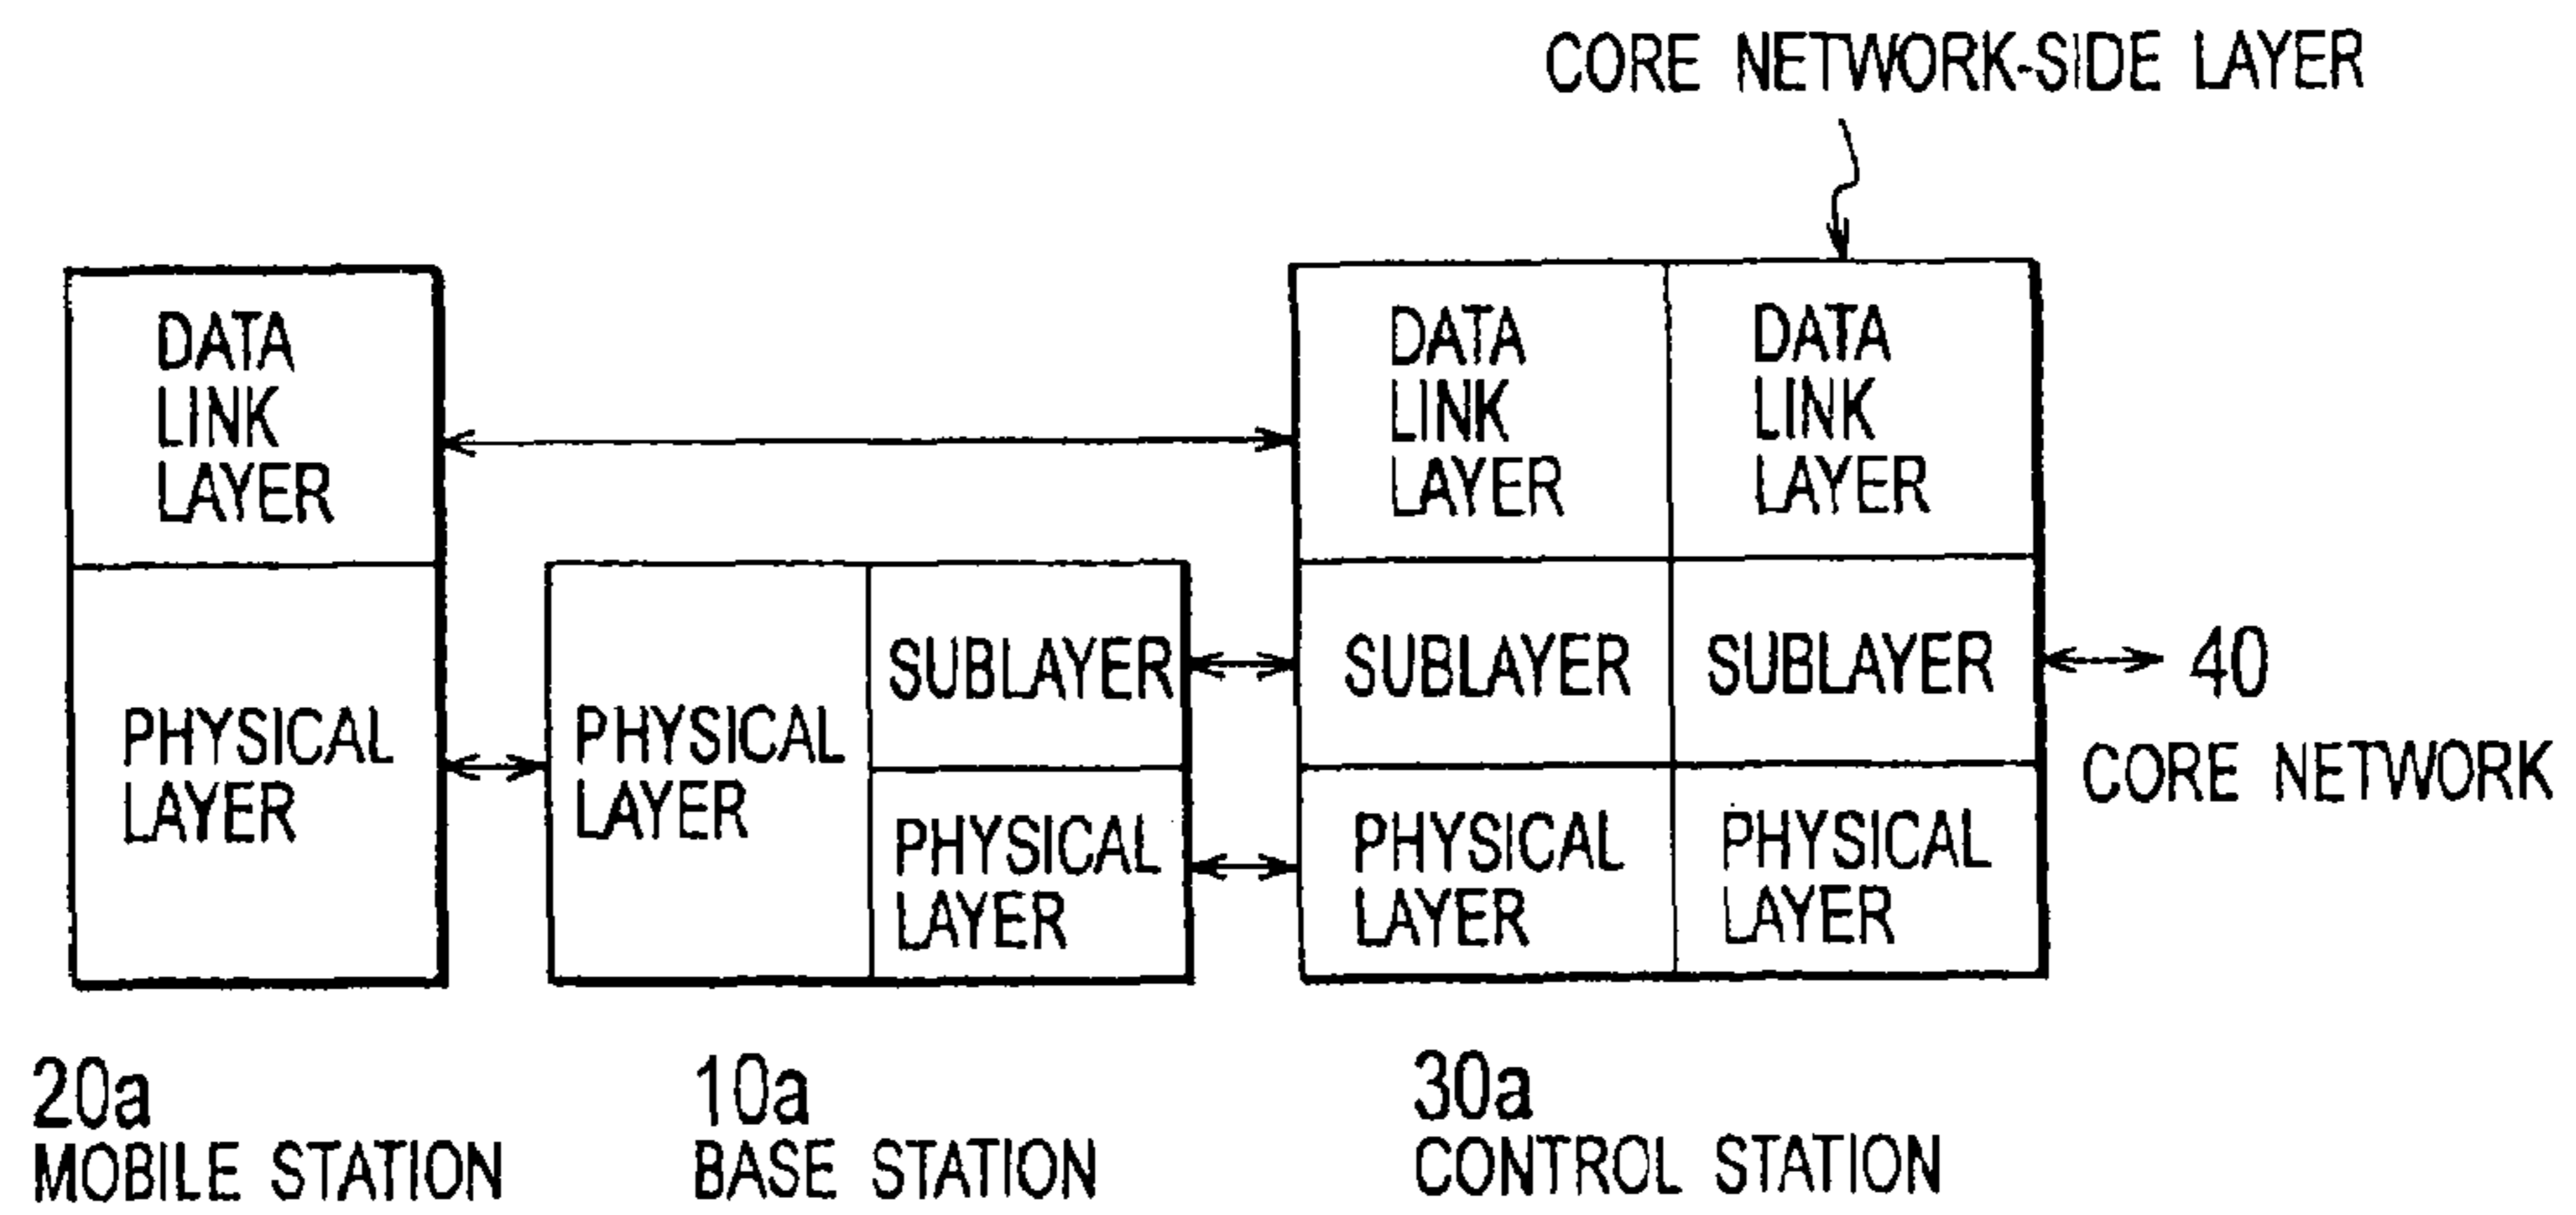 CORE NETWORK-SIDE LAYER
DATA
LINK
LAYER
PHYSICAL
LAYER
PHYSICAL
LAYER
SUBLAYER
PHYSICAL
LAYER
DATA
LINK
LAYER
DATA
LINK
LAYER
SUBLAYER
SUBLAYER
PHYSICAL
LAYER
PHYSICAL
LAYER
40
CORE NETWORK
20a
MOBILE STATION
10a
BASE STATION
30a
CONTROL STATION